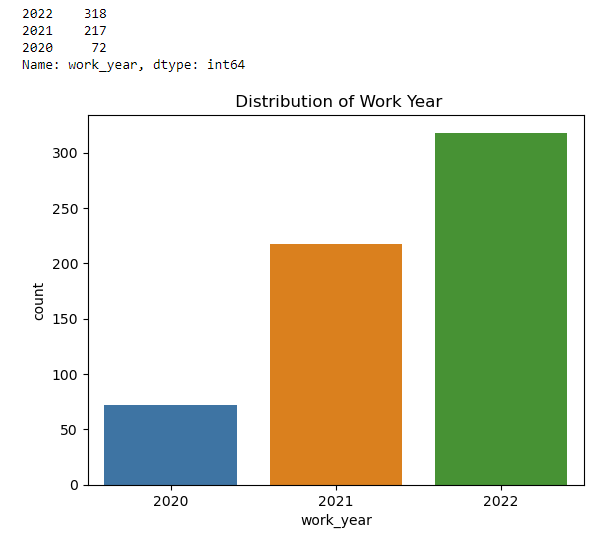 2022    318
2021    217
2020     72
Name: work_year, dtype: int64
Distribution of Work Year
300
250
200
150
100
50
0
count
2020 2021 2022
work_year